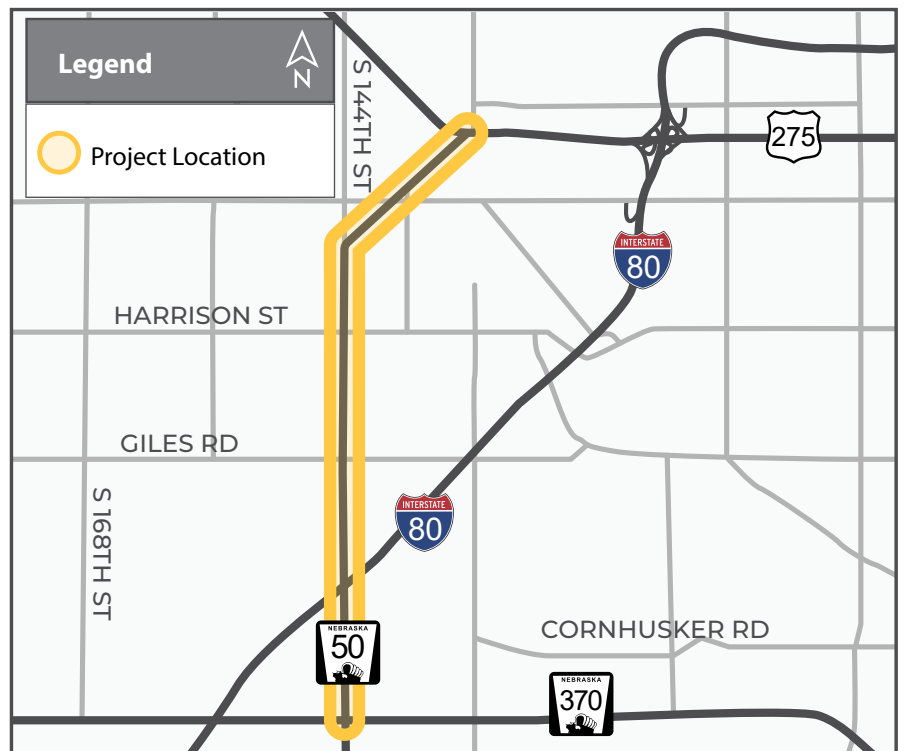 Legend
N
Project Location
S 144TH ST
275
INTERSTATE
80
HARRISON ST
GILES RD
S 168TH ST
INTERSTATE
80
NEBRASKA
50
CORNHUSKER RD
NEBRASKA
370